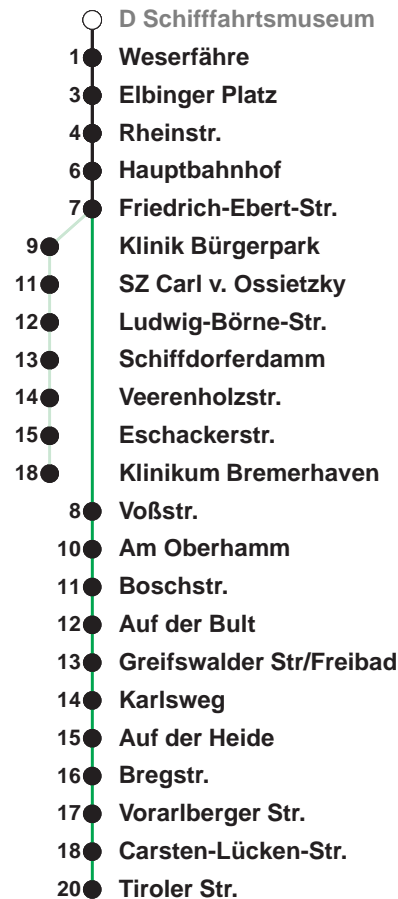 D Schifffahrtsmuseum
1 Weserfähre
3 Elbinger Platz
4 Rheinstr.
6 Hauptbahnhof
7 Friedrich-Ebert-Str.
9 Klinik Bürgerpark
11 SZ Carl v. Ossietzky
12 Ludwig-Börne-Str.
13 Schiffdorferdamm
14 Veerenholzstr.
15 Eschackerstr.
18 Klinikum Bremerhaven
8 Voßstr.
10 Am Oberhamm
11 Boschstr.
12 Auf der Bult
13 Greifswalder Str/Freibad
14 Karlsweg
15 Auf der Heide
16 Bregstr.
17 Vorarlberger Str.
18 Carsten-Lücken-Str.
20 Tiroler Str.